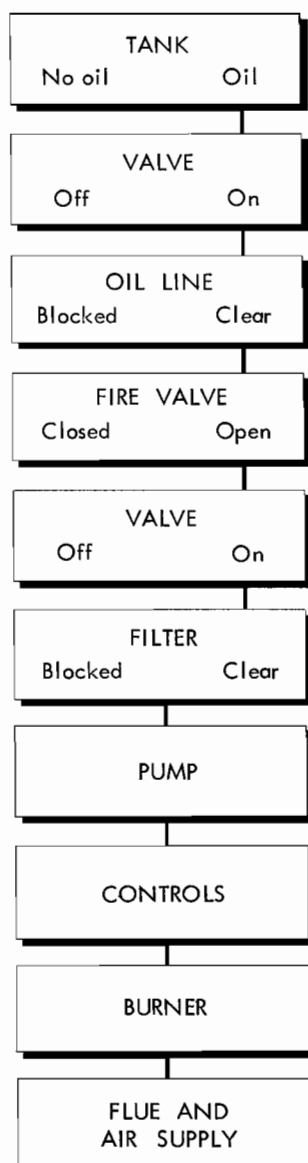 TANK
No oil Oil
VALVE
Off On
OIL LINE
Blocked Clear
FIRE VALVE
Closed Open
VALVE
Off On
FILTER
Blocked Clear
PUMP
CONTROLS
BURNER
FLUE AND
AIR SUPPLY